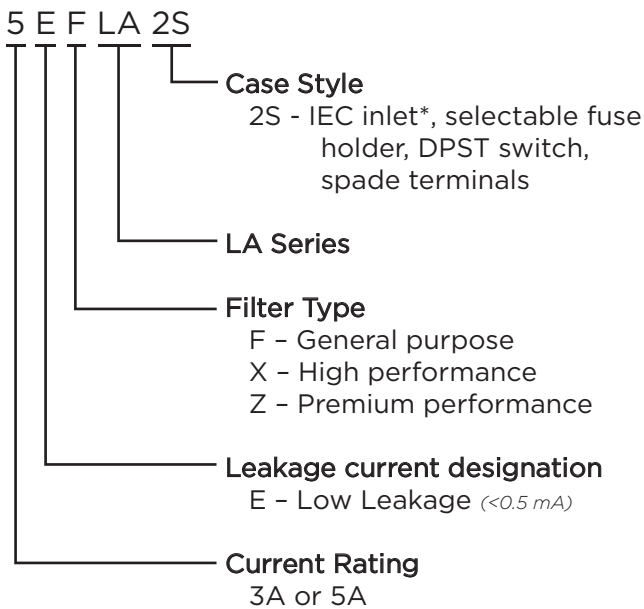 5 E F LA 2S
Case Style
2S - IEC inlet*, selectable fuse
holder, DPST switch,
spade terminals
LA Series
Filter Type
F – General purpose
X – High performance
Z – Premium performance
Leakage current designation
E – Low Leakage (<0.5 mA)
Current Rating
3A or 5A